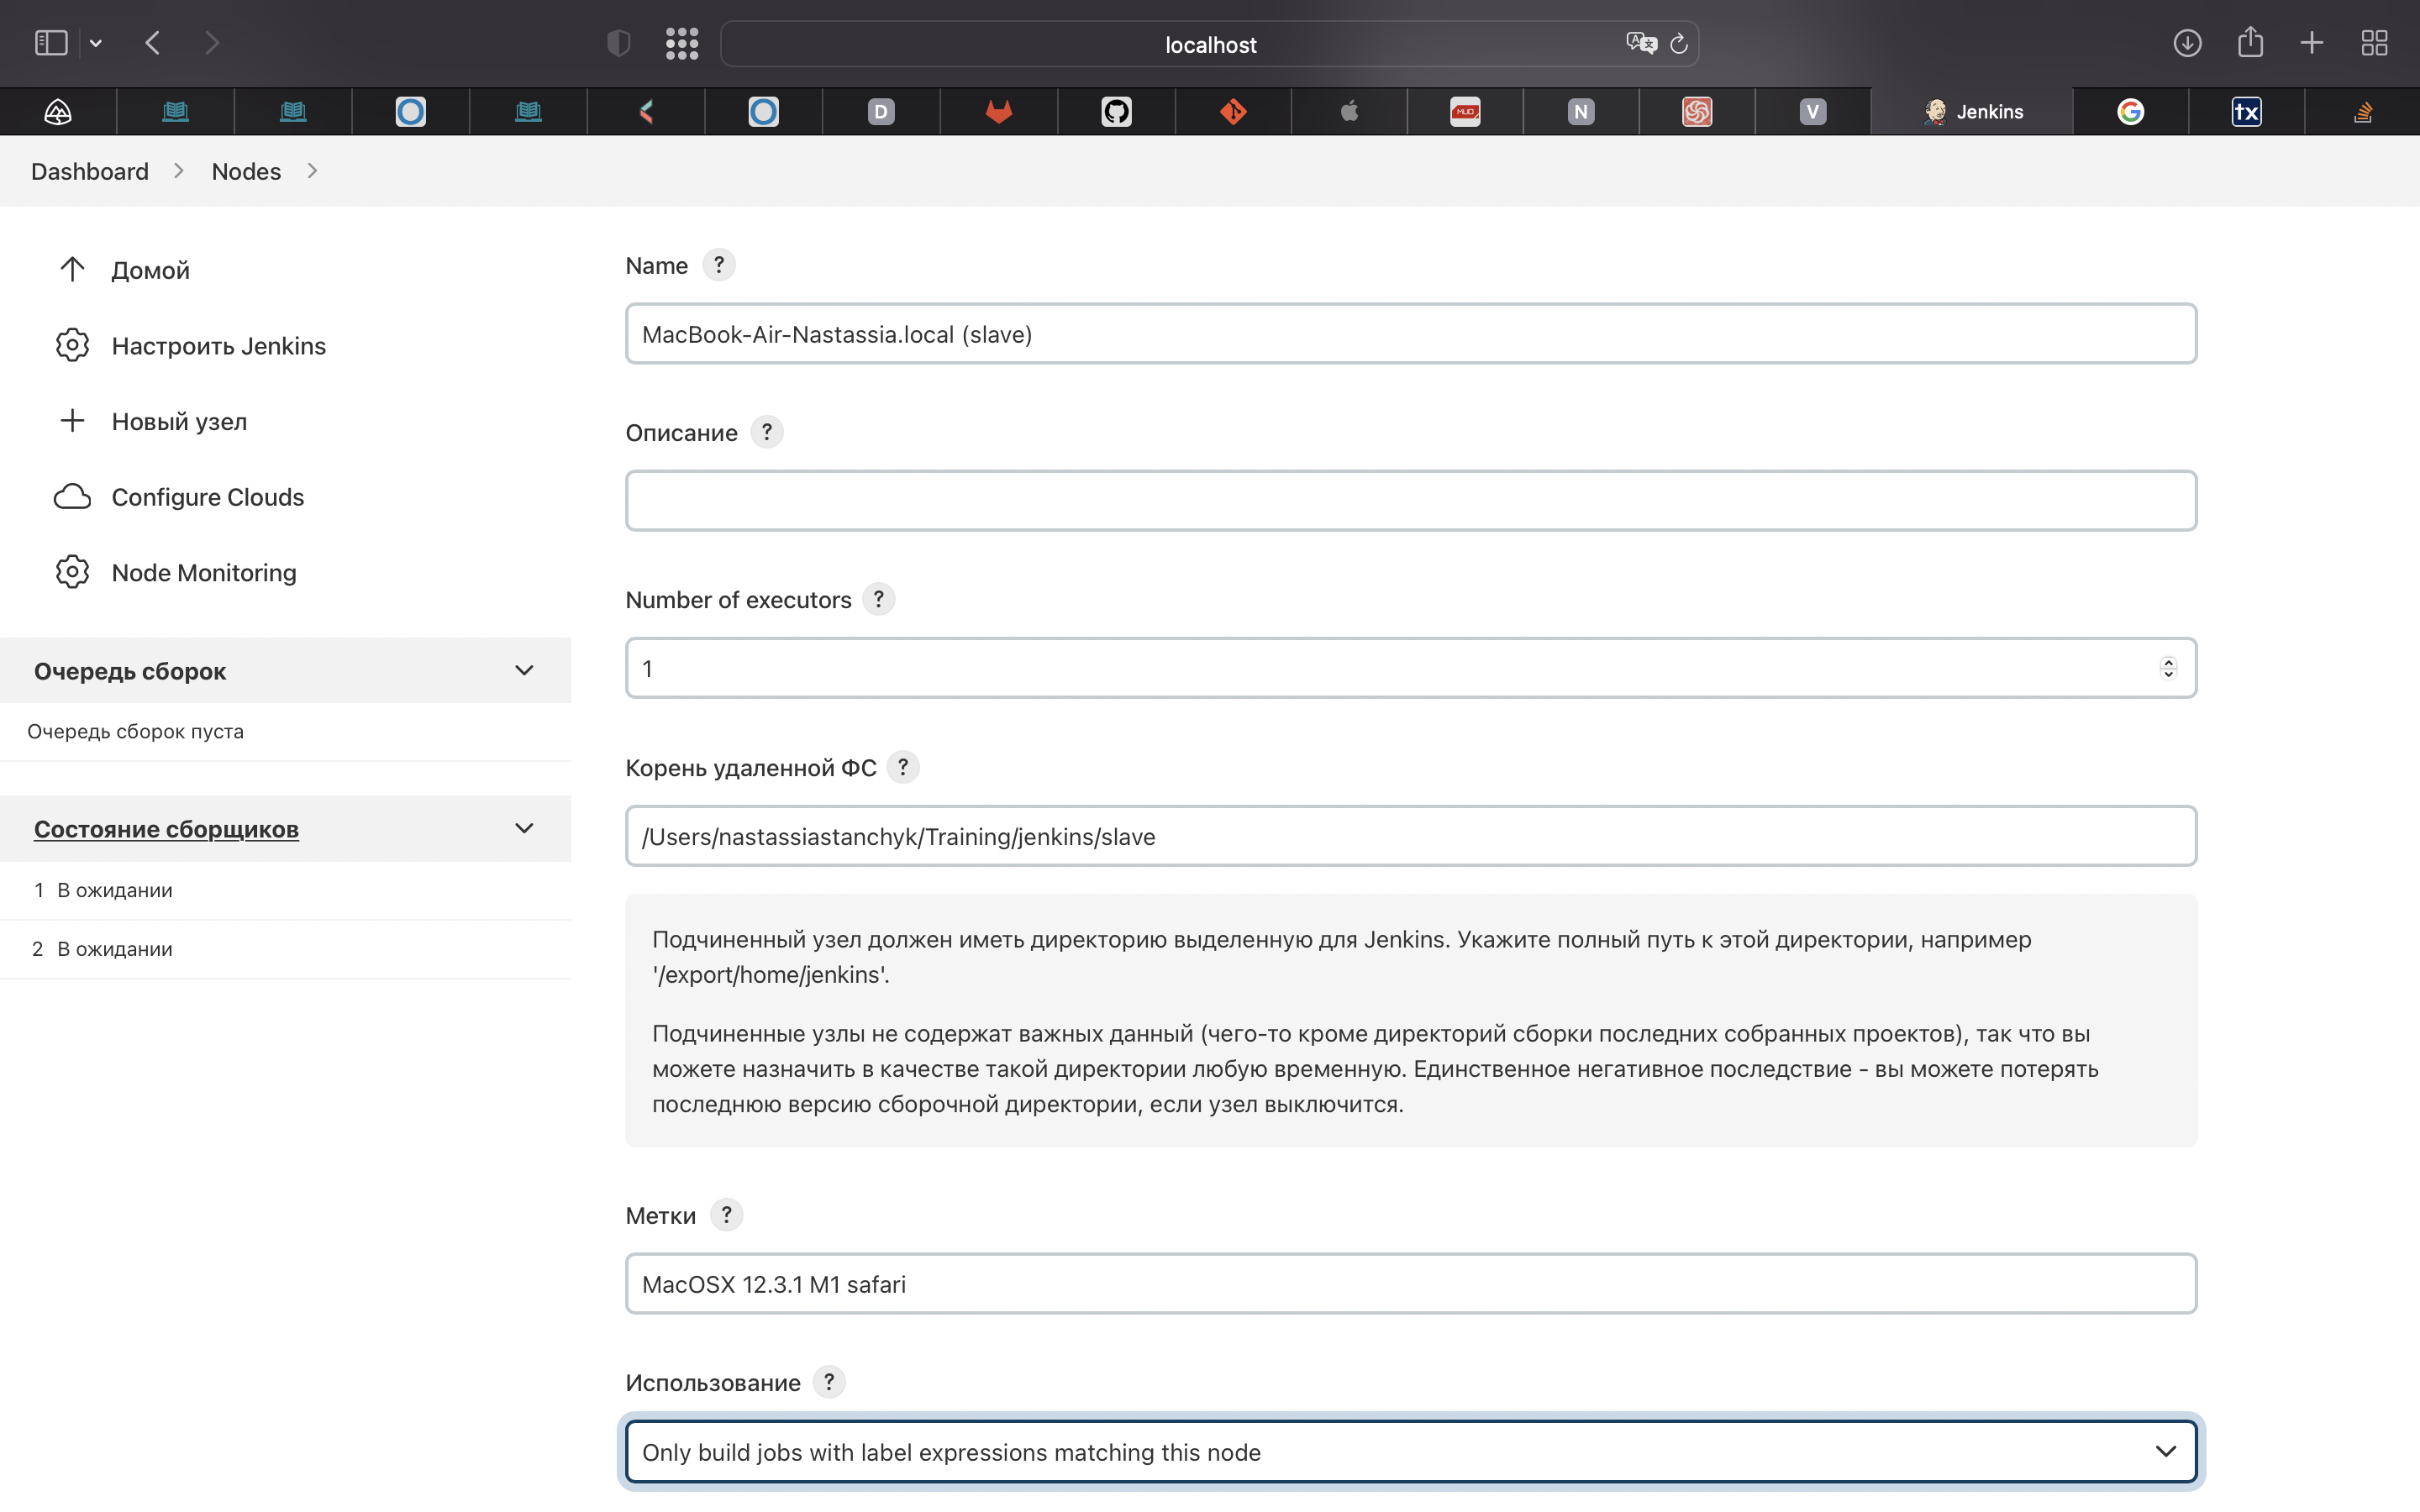 localhost
D
MUO
N
V
Jenkins
tx
Dashboard
Nodes
Домой
Настроить Jenkins
Новый узел
Configure Clouds
Node Monitoring
Очередь сборок
Очередь сборок пуста
Состояние сборщиков
1 В ожидании
2 В ожидании
Name ?
MacBook-Air-Nastassia.local (slave)
Описание ?
Number of executors ?
1
Корень удаленной ФС ?
/Users/nastassiastanchyk/Training/jenkins/slave
Подчиненный узел должен иметь директорию выделенную для Jenkins. Укажите полный путь к этой директории, например
'/export/home/jenkins'.
Подчиненные узлы не содержат важных данный (чего-то кроме директорий сборки последних собранных проектов), так что вы
можете назначить в качестве такой директории любую временную. Единственное негативное последствие - вы можете потерять
последнюю версию сборочной директории, если узел выключится.
Метки ?
MacOSX 12.3.1 M1 safari
Использование ?
Only build jobs with label expressions matching this node